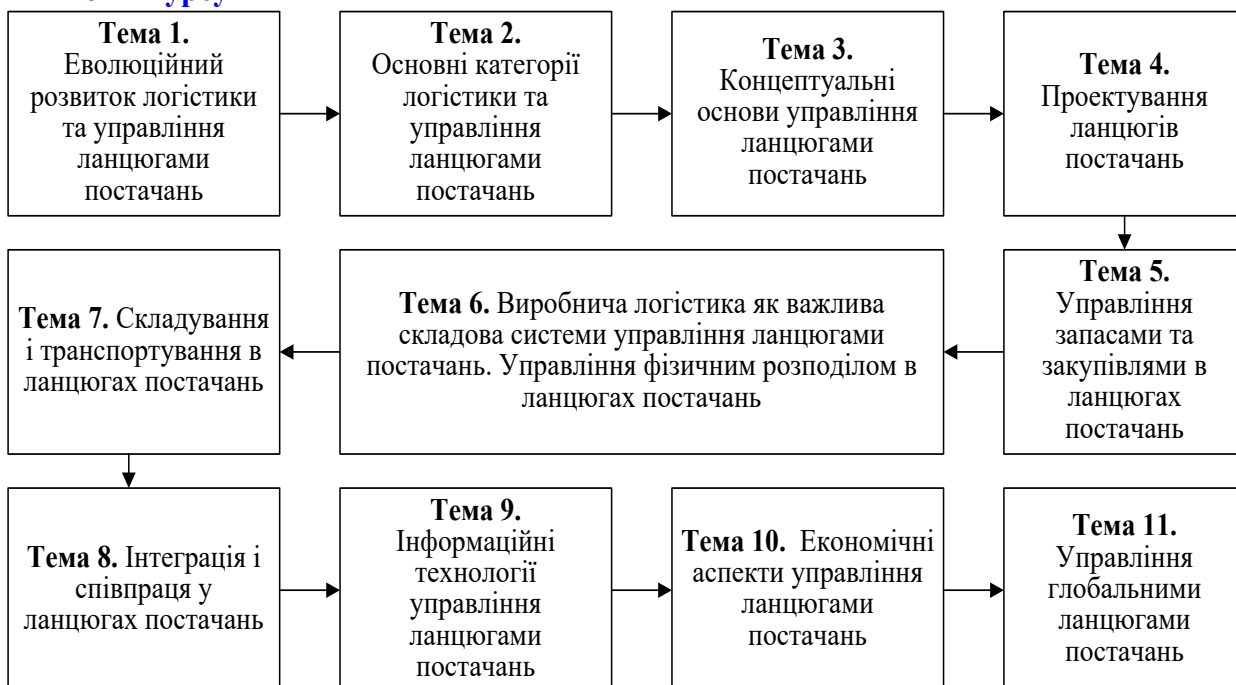 Тема 1.
Еволюційний
розвиток логістики
та управління
ланцюгами
постачань
Тема 2.
Основні категорії
логістики та
управління
ланцюгами
постачань
Тема 3.
Концептуальні
основи управління
ланцюгами
постачань
Тема 4.
Проектування
ланцюгів
постачань
Тема 5.
Управління
запасами та
закупівлями в
ланцюгах
постачань
Тема 6. Виробнича логістика як важлива
складова системи управління ланцюгами
постачань. Управління фізичним розподілом в
ланцюгах постачань
Тема 7. Складування
і транспортування в
ланцюгах постачань
Тема 8. Інтеграція і
співпраця у
ланцюгах постачань
Тема 9.
Інформаційні
технології
управління
ланцюгами
постачань
Тема 10. Економічні
аспекти управління
ланцюгами
постачань
Тема 11.
Управління
глобальними
ланцюгами
постачань